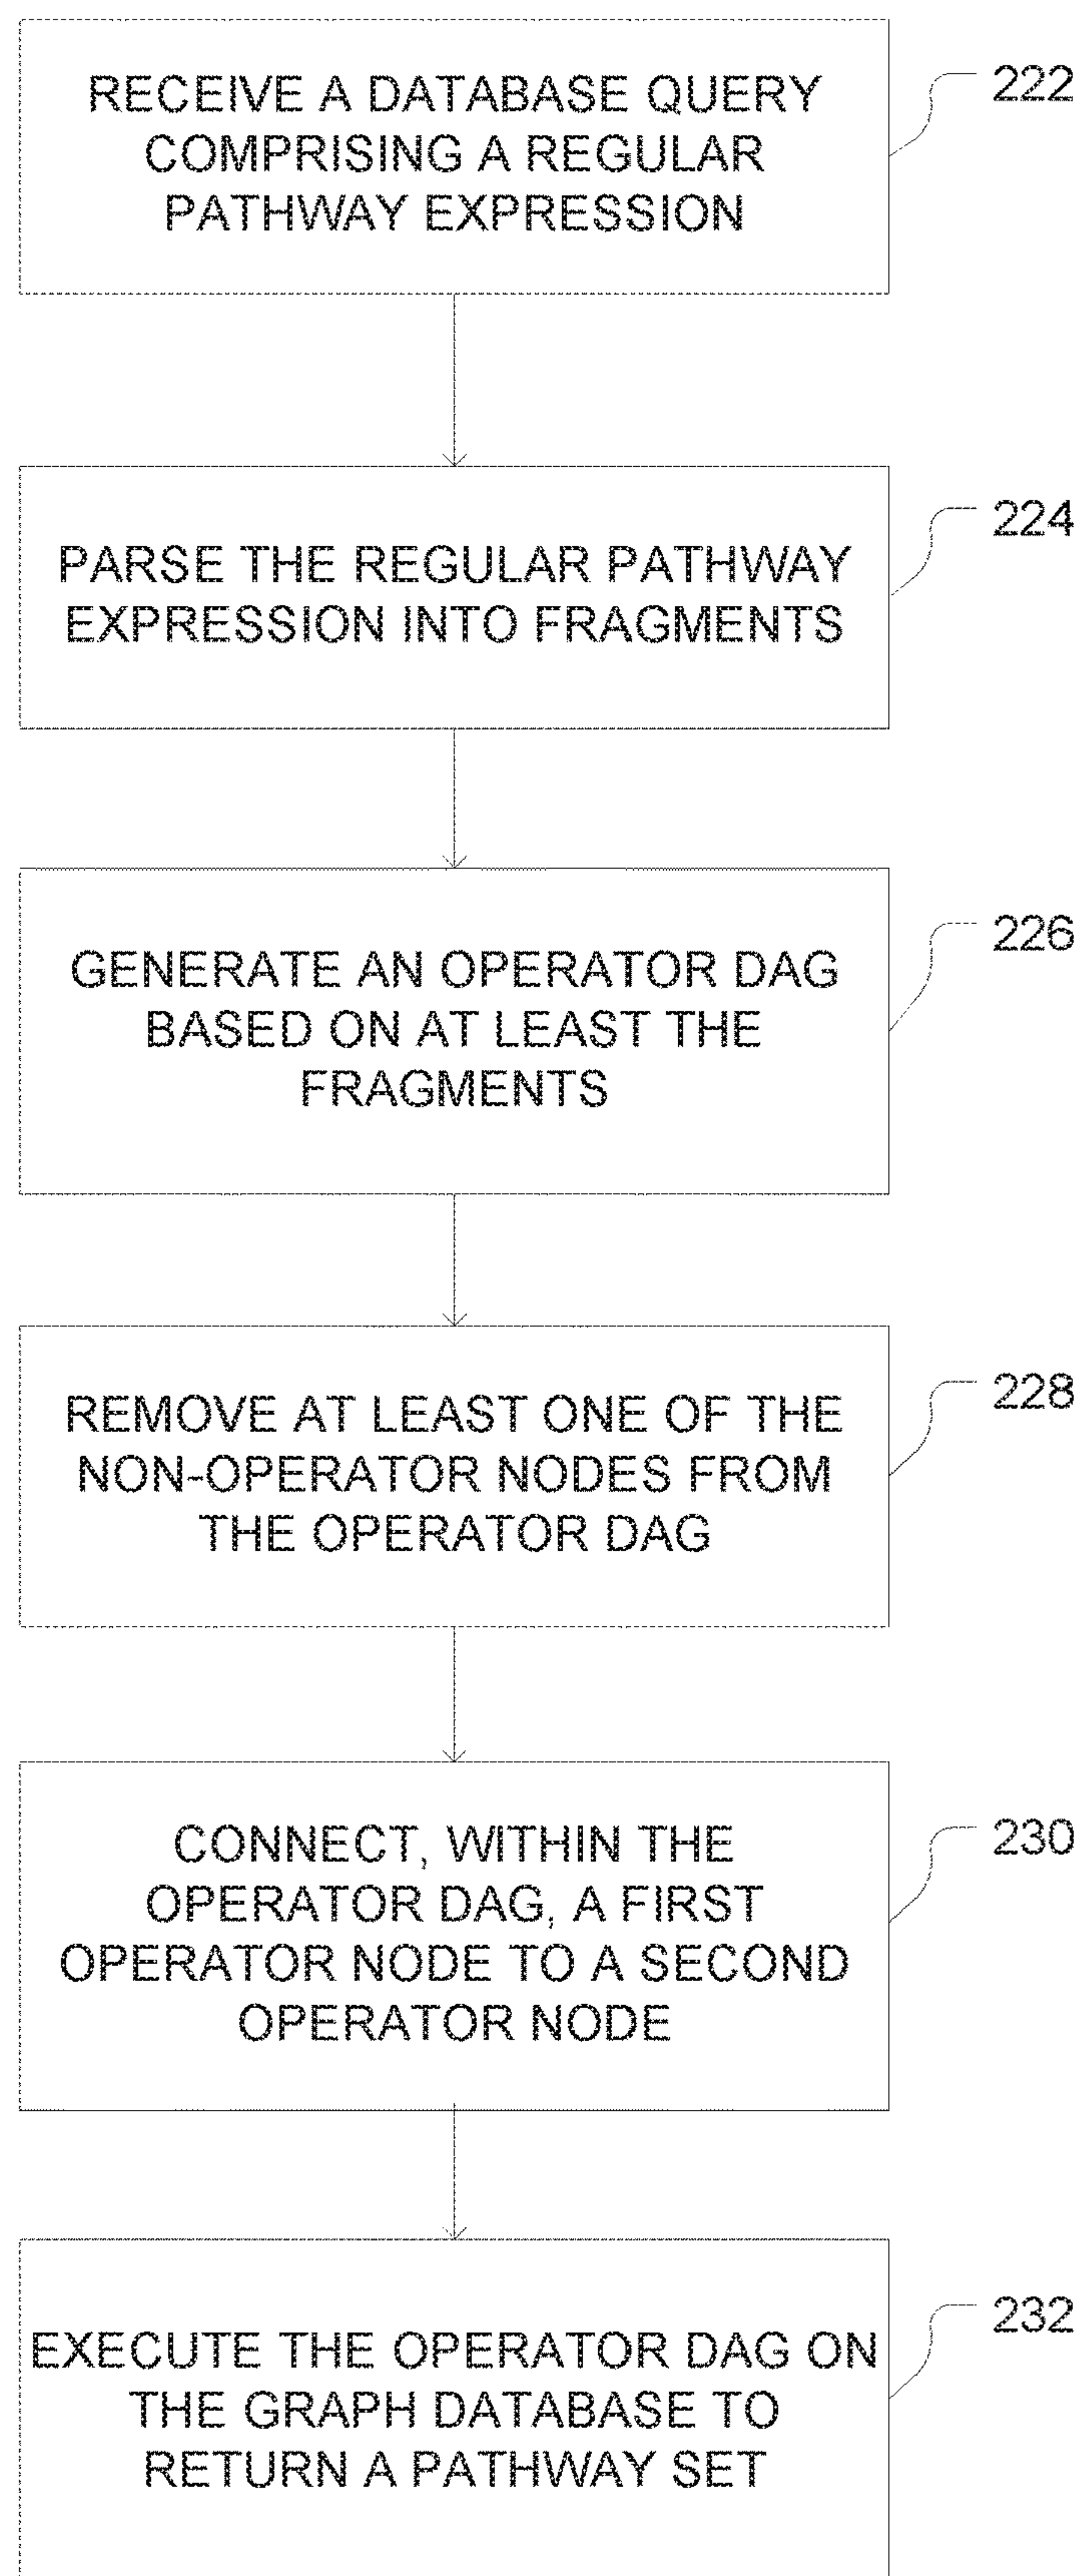 RECEIVE A DATABASE QUERY
COMPRISING A REGULAR
PATHWAY EXPRESSION
222
PARSE THE REGULAR PATHWAY
EXPRESSION INTO FRAGMENTS
224
GENERATE AN OPERATOR DAG
BASED ON AT LEAST THE
FRAGMENTS
226
REMOVE AT LEAST ONE OF THE
NON-OPERATOR NODES FROM
THE OPERATOR DAG
228
CONNECT, WITHIN THE
OPERATOR DAG, A FIRST
OPERATOR NODE TO A SECOND
OPERATOR NODE
230
EXECUTE THE OPERATOR DAG ON
THE GRAPH DATABASE TO
RETURN A PATHWAY SET
232